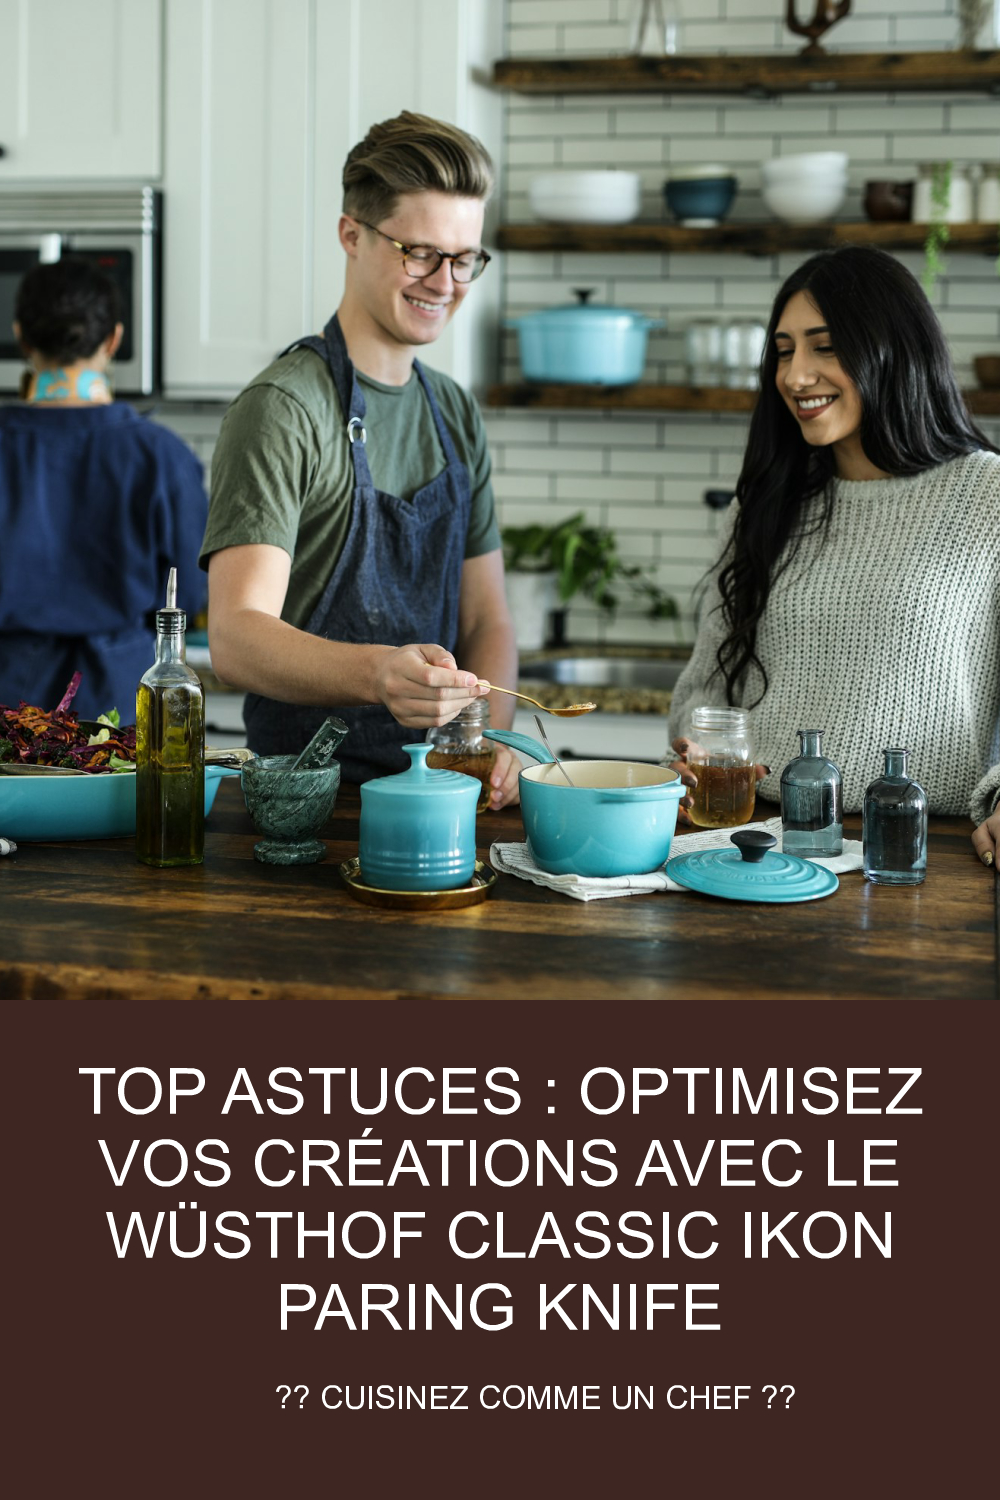 TOP ASTUCES : OPTIMISEZ
VOS CRÉATIONS AVEC LE
WÜSTHOF CLASSIC IKON
PARING KNIFE
?? CUISINEZ COMME UN CHEF ??